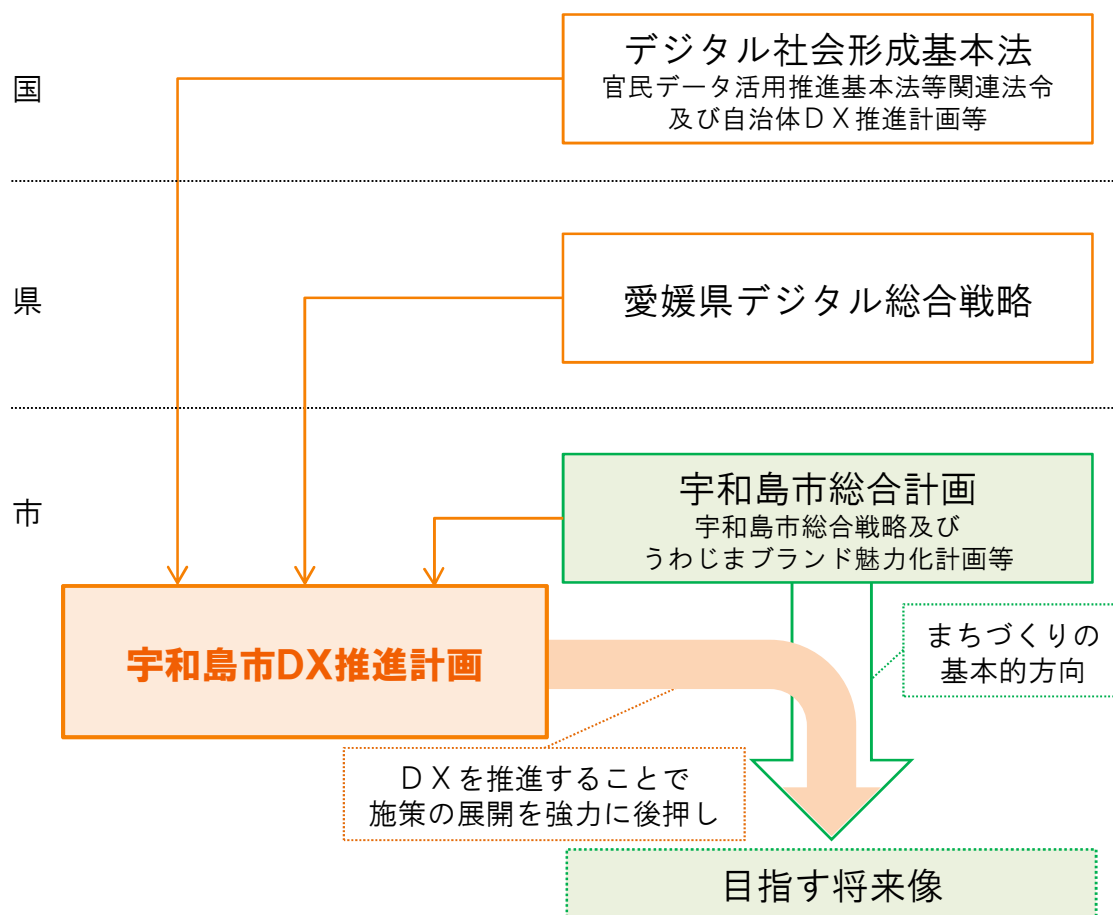 国
デジタル社会形成基本法
官民データ活用推進基本法等関連法令
及び自治体ＤＸ推進計画等
県
愛媛県デジタル総合戦略
市
宇和島市総合計画
宇和島市総合戦略及び
うわじまブランド魅力化計画等
宇和島市DX推進計画
まちづくりの
基本的方向
ＤＸを推進することで
施策の展開を強力に後押し
目指す将来像